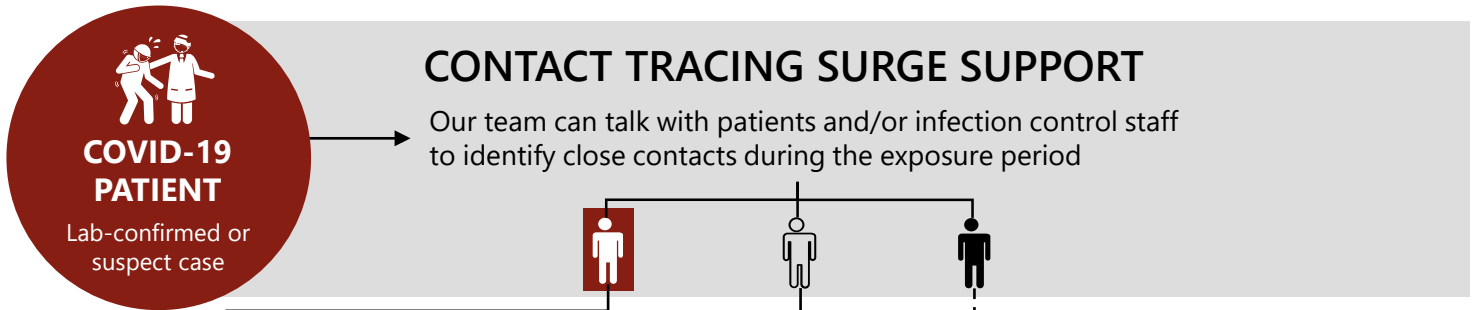 COVID-19
PATIENT
Lab-confirmed or
suspect case
CONTACT TRACING SURGE SUPPORT
Our team can talk with patients and/or infection control staff
to identify close contacts during the exposure period